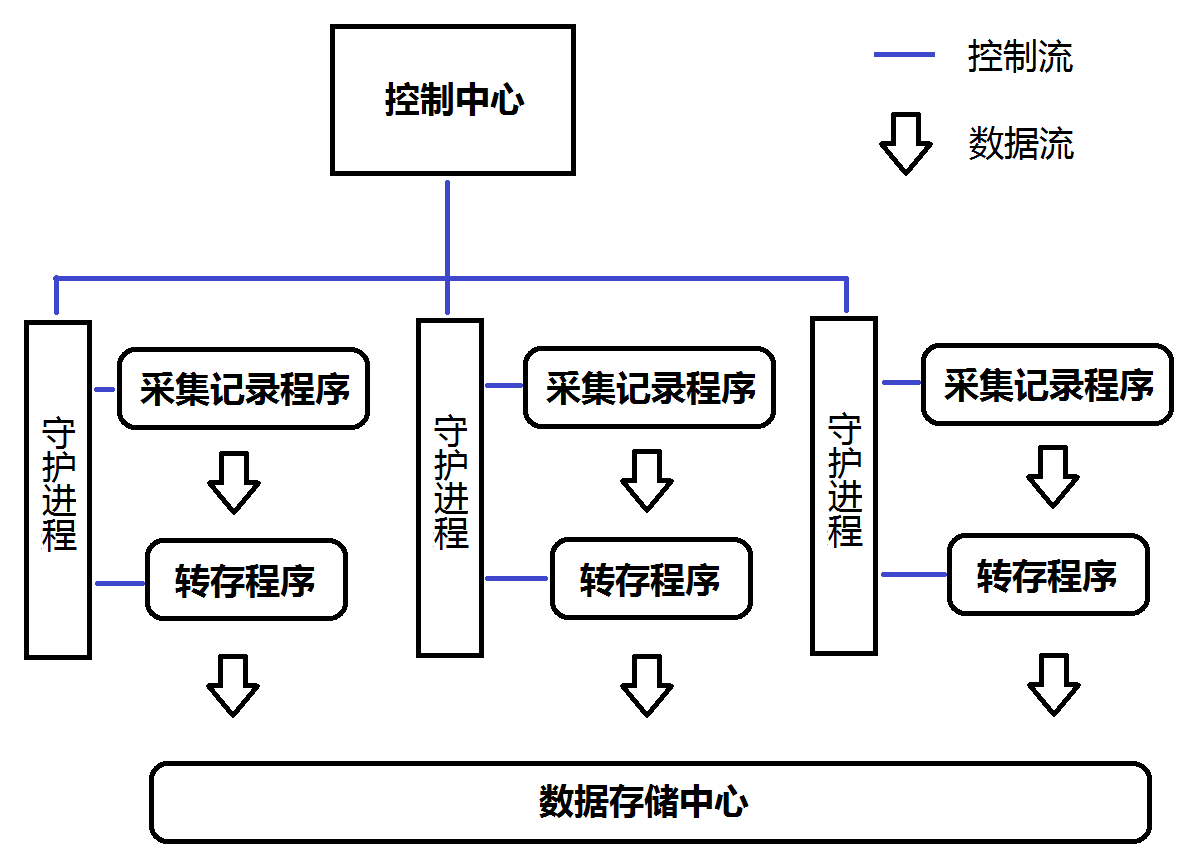 控制中心
控制流
数据流
守护进程
采集记录程序
转存程序
守护进程
采集记录程序
转存程序
守护进程
采集记录程序
转存程序
数据存储中心